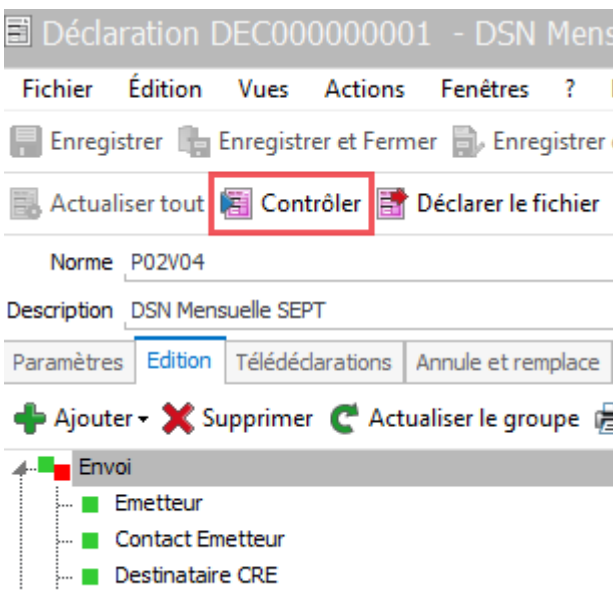 Déclaration DEC000000001 - DSN Mens
Fichier Édition Vues Actions Fenêtres ?
Enregistrer Enregistrer et Fermer Enregistrer
Actualiser tout Contrôler Déclarer le fichier
Norme P02V04
Description DSN Mensuelle SEPT
Paramètres Edition Télédéclarations Annule et remplace
Ajouter Supprimer Actualiser le groupe
Envoi
Emetteur
Contact Emetteur
Destinataire CRE